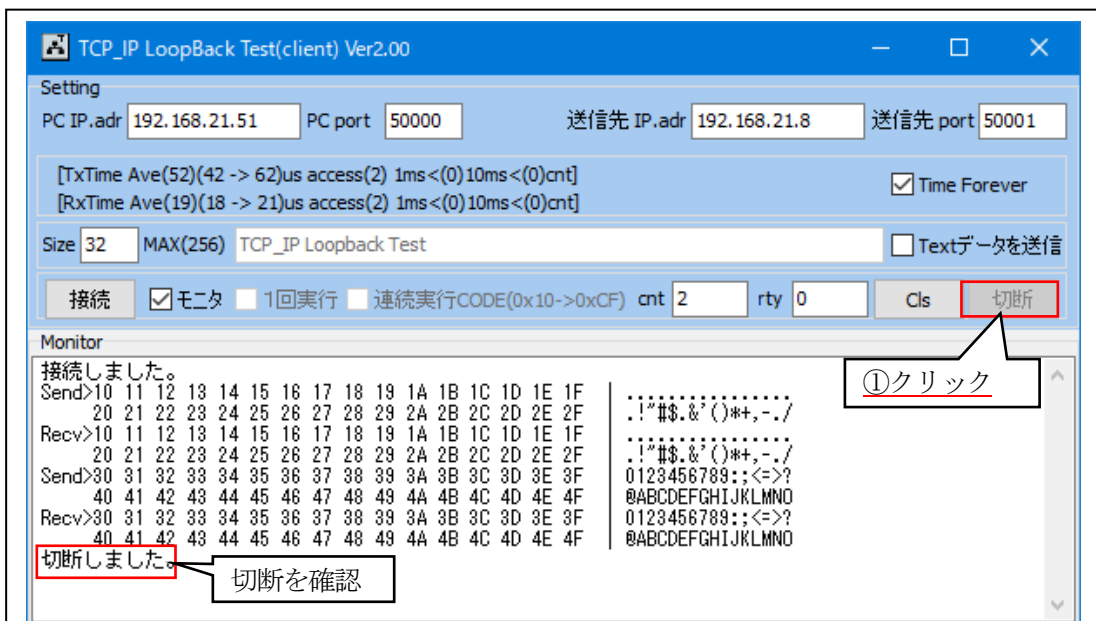 TCP_IP LoopBack Test(client) Ver2.00
Setting
PC IP.adr 192.168.21.51 PC port 50000 送信先 IP.adr 192.168.21.8 送信先 port 50001
[TxTime Ave(52)(42 -> 62)us access(2) 1ms<(0)10ms<(0)cnt]
[RxTime Ave(19)(18 -> 21)us access(2) 1ms<(0)10ms<(0)cnt]
Time Forever
Size 32 MAX(256) TCP_IP Loopback Test Textデータを送信
接続 モニタ 1回実行 連続実行CODE(0x10->0xCF) cnt 2 rty 0 Cls 切断
Monitor
①クリック
接続しました。
Send>10 11 12 13 14 15 16 17 18 19 1A 1B 1C 1D 1E 1F | ................
20 21 22 23 24 25 26 27 28 29 2A 2B 2C 2D 2E 2F | .!"#$.&'()*+,-./
Recv>10 11 12 13 14 15 16 17 18 19 1A 1B 1C 1D 1E 1F | ................
20 21 22 23 24 25 26 27 28 29 2A 2B 2C 2D 2E 2F | .!"#$.&'()*+,-./
Send>30 31 32 33 34 35 36 37 38 39 3A 3B 3C 3D 3E 3F | 0123456789:;<=>?
40 41 42 43 44 45 46 47 48 49 4A 4B 4C 4D 4E 4F | @ABCDEFGHIJKLMNO
Recv>30 31 32 33 34 35 36 37 38 39 3A 3B 3C 3D 3E 3F | 0123456789:;<=>?
40 41 42 43 44 45 46 47 48 49 4A 4B 4C 4D 4E 4F | @ABCDEFGHIJKLMNO
切断しました。
切断を確認